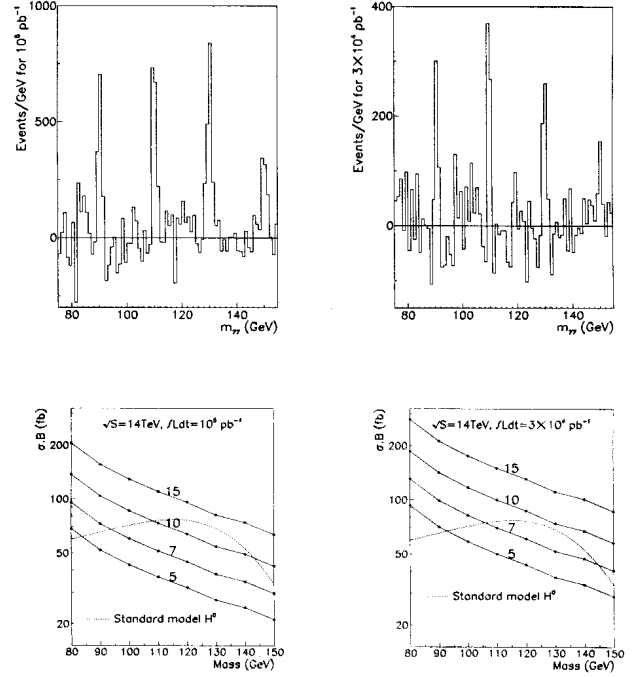 1000
Events/GeV for 10⁵ pb⁻¹
500
0
80 100 120 140
mγγ (GeV)
400
Events/GeV for 3×10⁴ pb⁻¹
200
0
80 100 120 140
mγγ (GeV)
σ.B (fb)
√S=14TeV, ∫Ldt=10⁵ pb⁻¹
200
100
50
20
15
10
7
5
Standard model H⁰
80 90 100 110 120 130 140 150
Mass (GeV)
σ.B (fb)
√S=14TeV, ∫Ldt=3×10⁴ pb⁻¹
200
100
50
20
15
10
7
5
Standard model H⁰
80 90 100 110 120 130 140 150
Mass (GeV)